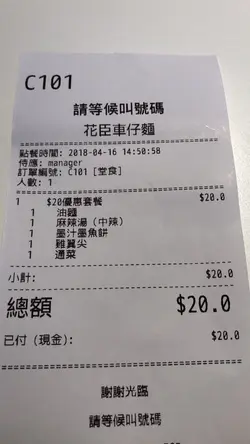 C101
請等候叫號碼
花臣車仔麵
點餐時間: 2018-04-16 14:50:58
侍應: manager
訂單編號: C101 [堂食]
人數: 1
1 $20優惠套餐 $20.0
1 油麵
1 麻辣湯（中辣）
1 墨汁墨魚餅
1 雞翼尖
1 通菜
小計: $20.0
總額 $20.0
已付（現金): $20.0
謝謝光臨
請等候叫號碼